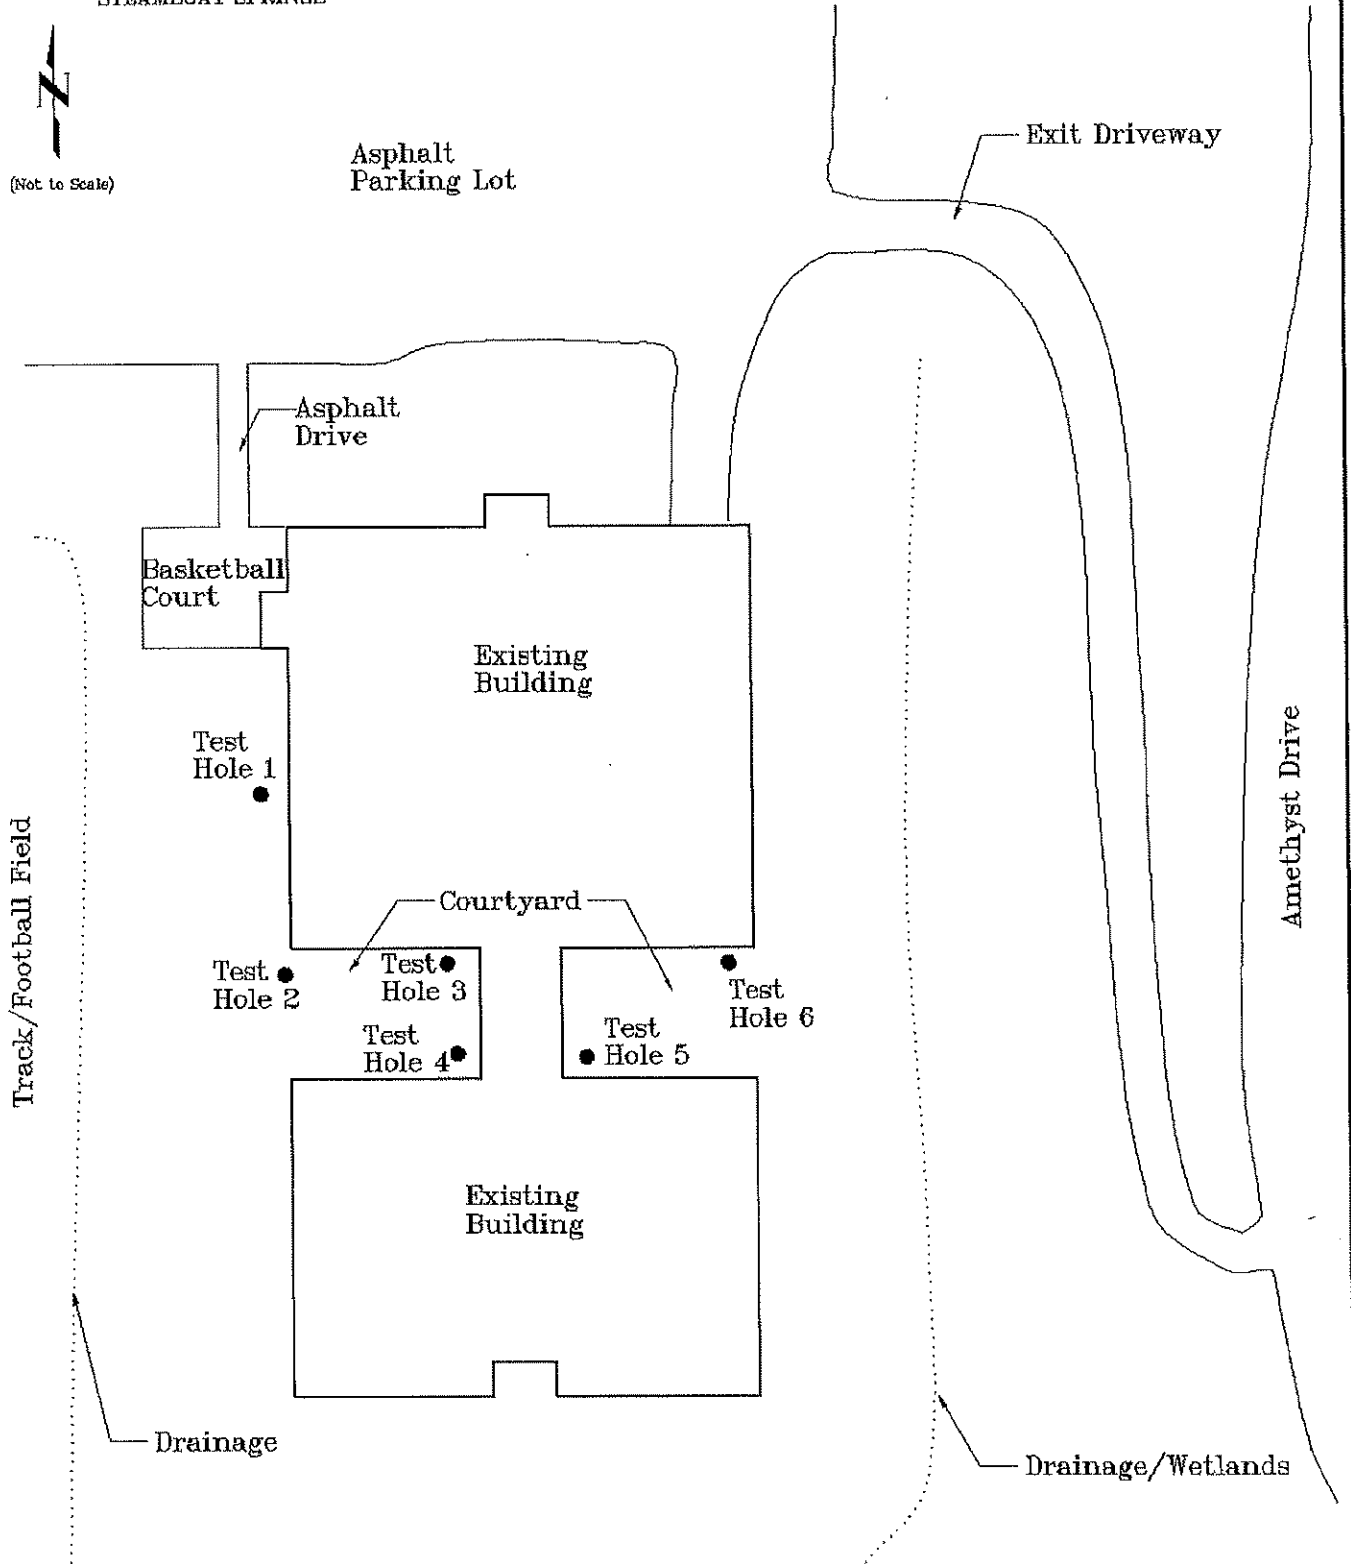 N
(Not to Scale)
Asphalt
Parking Lot
Exit Driveway
Asphalt
Drive
Basketball
Court
Existing
Building
Test
Hole 1
Track/Football Field
Amethyst Drive
Courtyard
Test
Hole 2
Test
Hole 3
Test
Hole 4
Test
Hole 5
Test
Hole 6
Existing
Building
Drainage
Drainage/Wetlands